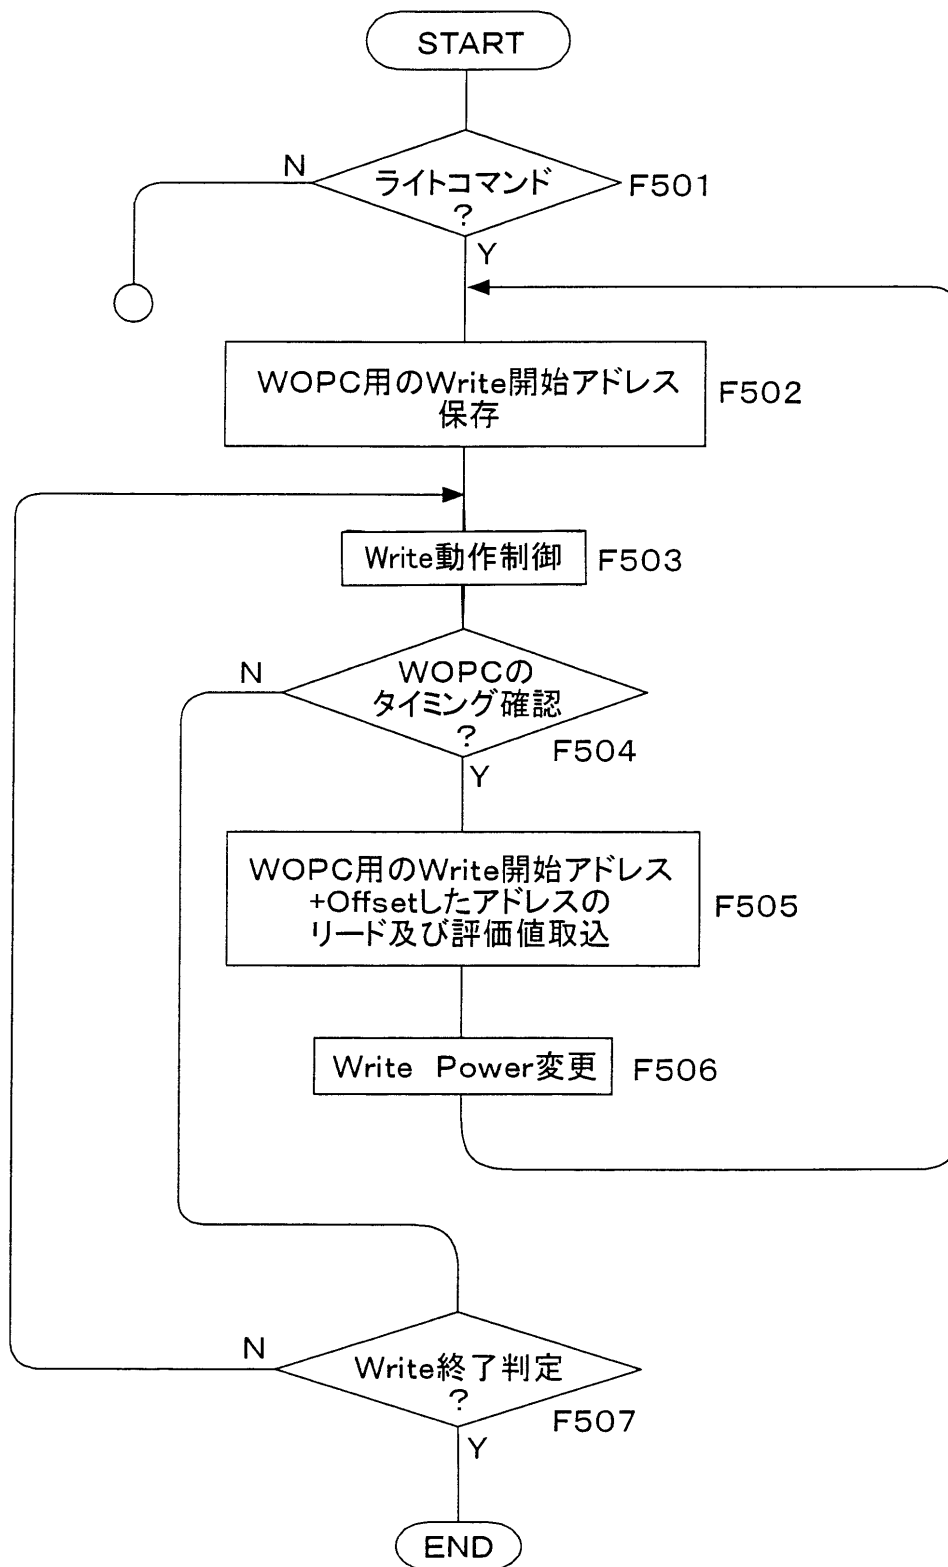 START
N
ライトコマンド
?
F501
Y
WOPC用のWrite開始アドレス
保存
F502
Write動作制御
F503
N
WOPCの
タイミング確認
?
F504
Y
WOPC用のWrite開始アドレス
+Offsetしたアドレスの
リード及び評価値取込
F505
Write Power変更
F506
N
Write終了判定
?
F507
Y
END